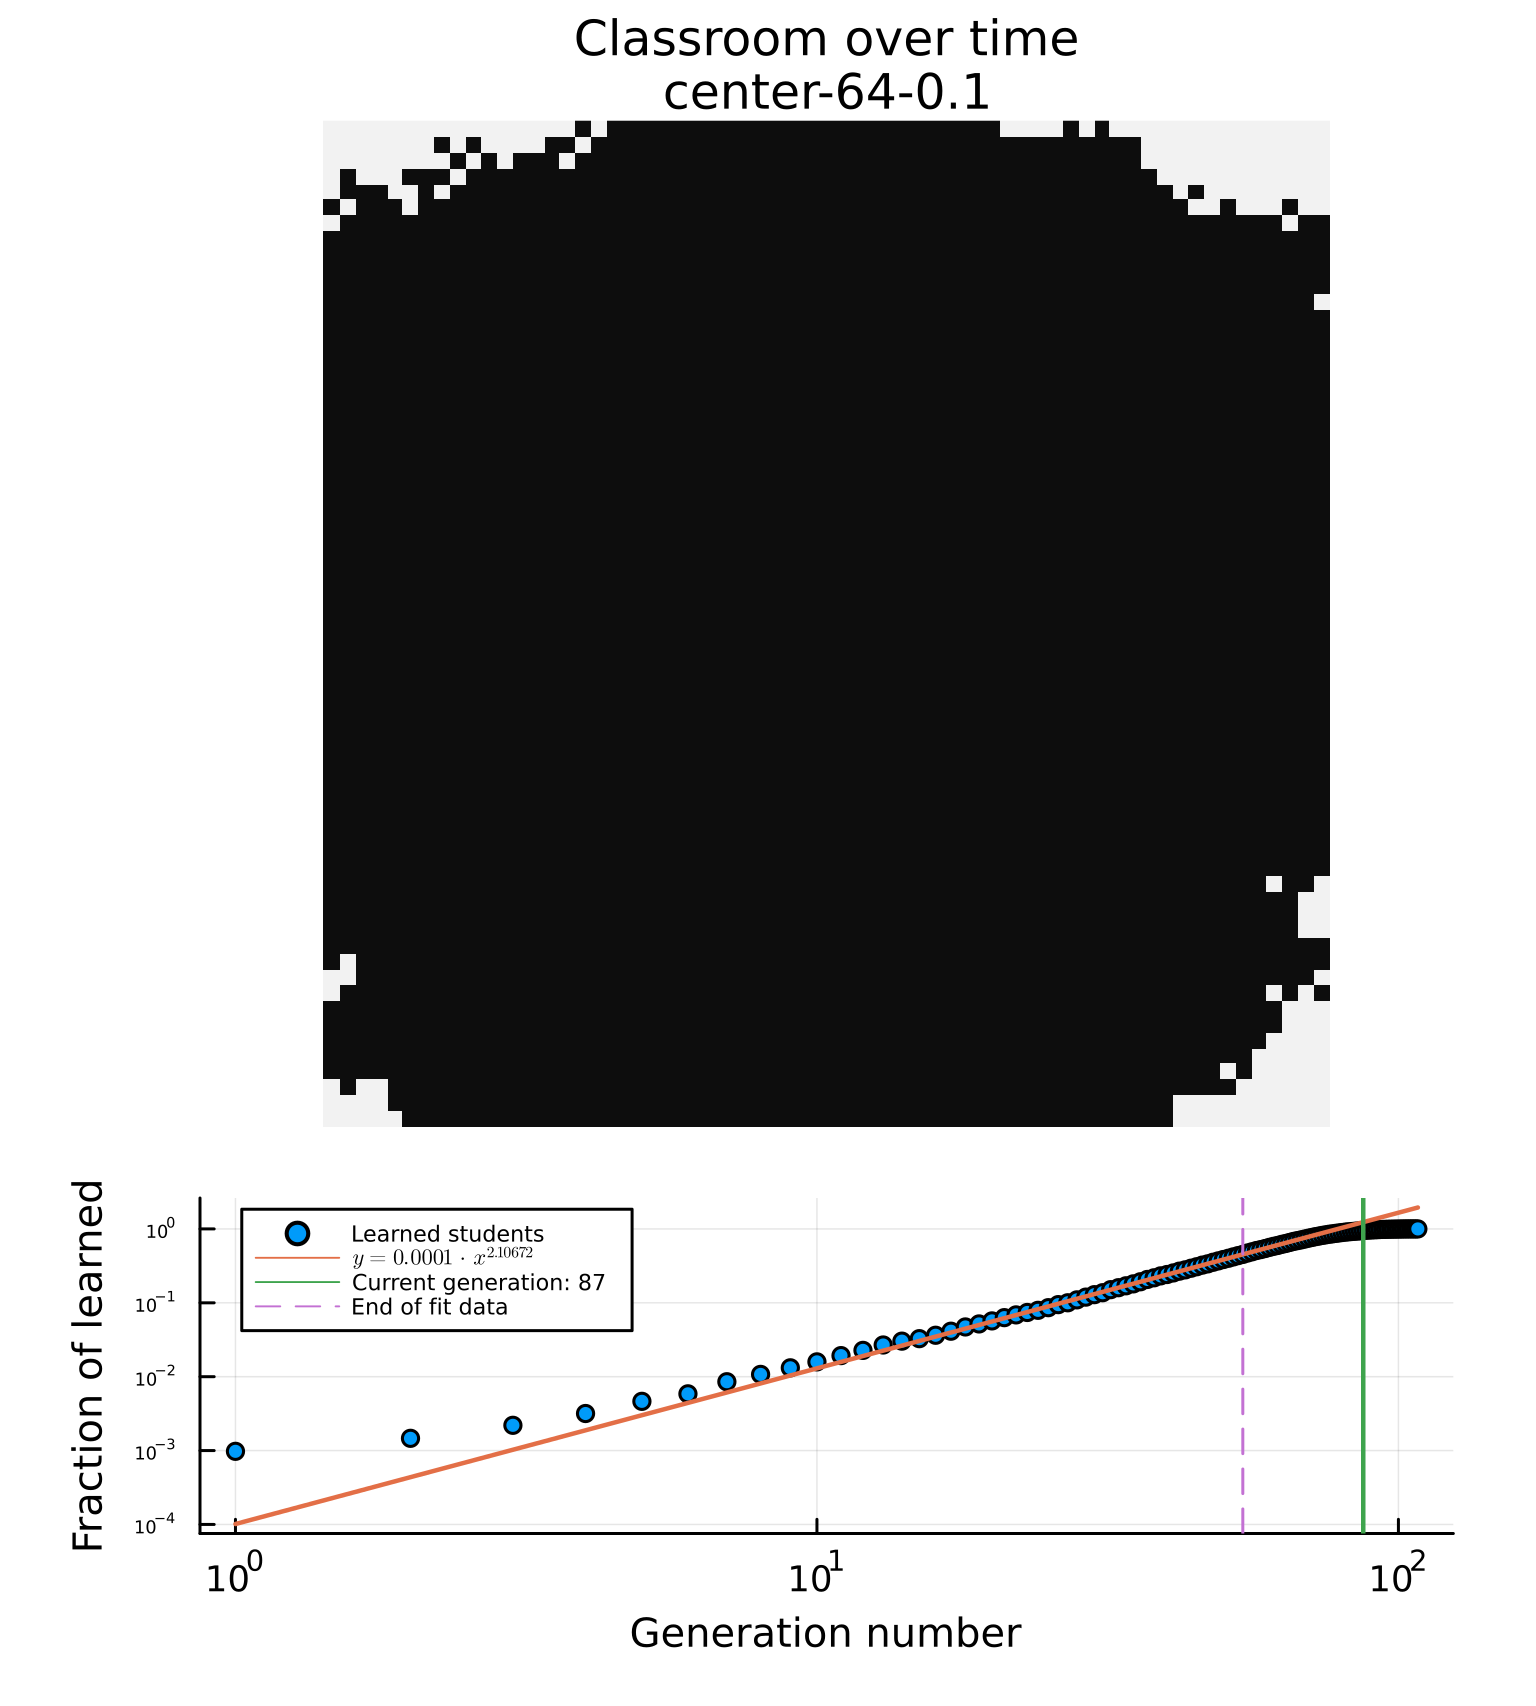 Classroom over time
center-64-0.1
Fraction of learned
10^0
10^-1
10^-2
10^-3
10^-4
Learned students
y = 0.0001 · x^2.10672
Current generation: 87
End of fit data
10^0 10^1 10^2
Generation number